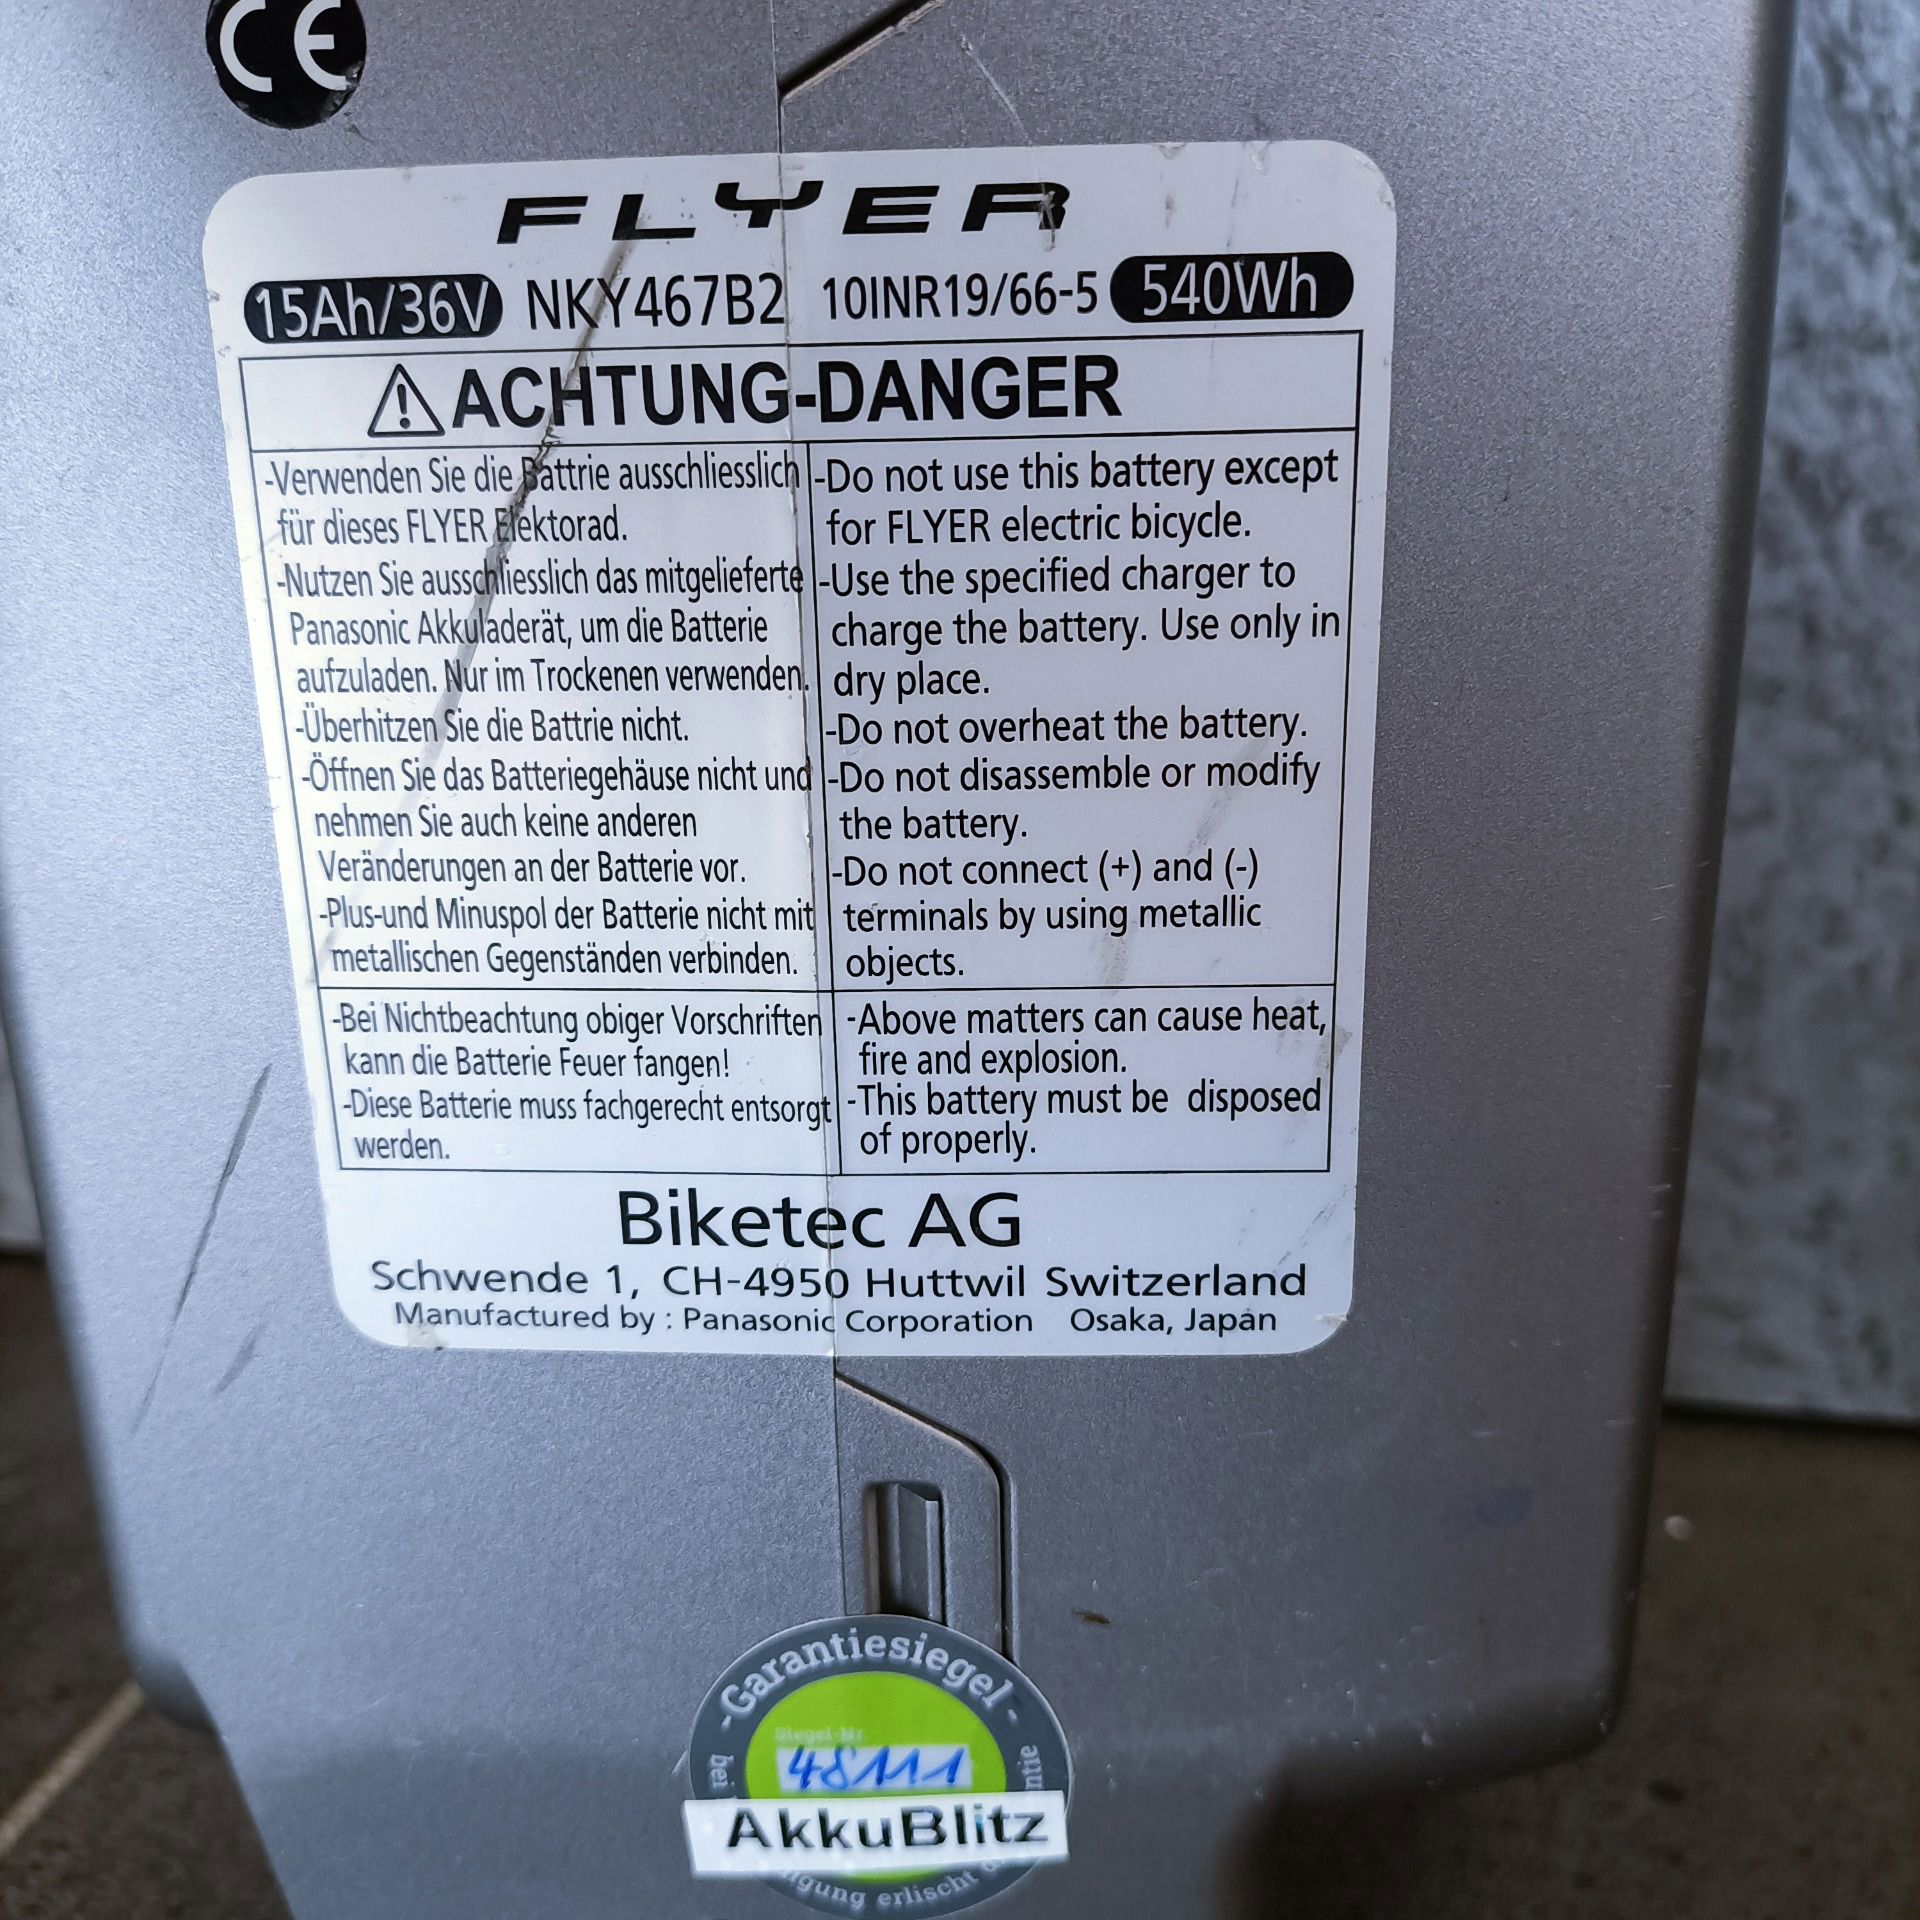 CE
FLYER
15Ah/36V NKY467B2 10INR19/66-5 540Wh
ACHTUNG-DANGER
-Verwenden Sie die Battrie ausschliesslich
für dieses FLYER Elektorad.
-Nutzen Sie ausschliesslich das mitgelieferte
Panasonic Akkuladerät, um die Batterie
aufzuladen. Nur im Trockenen verwenden.
-Überhitzen Sie die Battrie nicht.
-Öffnen Sie das Batteriegehäuse nicht und
nehmen Sie auch keine anderen
Veränderungen an der Batterie vor.
-Plus-und Minuspol der Batterie nicht mit
metallischen Gegenständen verbinden.
-Do not use this battery except
for FLYER electric bicycle.
-Use the specified charger to
charge the battery. Use only in
dry place.
-Do not overheat the battery.
-Do not disassemble or modify
the battery.
-Do not connect (+) and (-)
terminals by using metallic
objects.
-Bei Nichtbeachtung obiger Vorschriften
kann die Batterie Feuer fangen!
-Diese Batterie muss fachgerecht entsorgt
werden.
-Above matters can cause heat,
fire and explosion.
-This battery must be disposed
of properly.
Biketec AG
Schwende 1, CH-4950 Huttwil Switzerland
Manufactured by : Panasonic Corporation Osaka, Japan
-Garantiesiegel-
Siegel-Nr.
48111
AkkuBlitz
bei
erlischt